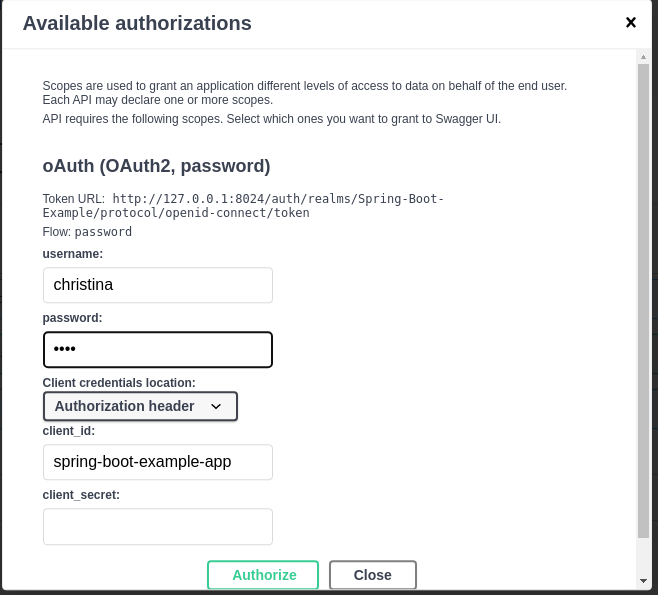 Available authorizations
Scopes are used to grant an application different levels of access to data on behalf of the end user.
Each API may declare one or more scopes.
API requires the following scopes. Select which ones you want to grant to Swagger UI.
oAuth (OAuth2, password)
Token URL: http://127.0.0.1:8024/auth/realms/Spring-Boot-
Example/protocol/openid-connect/token
Flow: password
username:
christina
password:
••••
Client credentials location:
Authorization header
client_id:
spring-boot-example-app
client_secret:
Authorize
Close